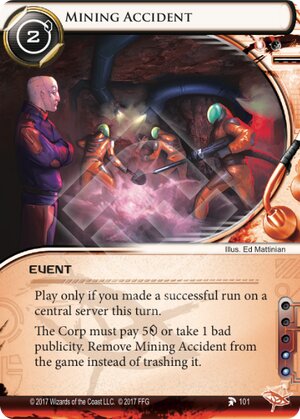 MINING ACCIDENT
2
Illus. Ed Mattinian
EVENT
Play only if you made a successful run on a
central server this turn.
The Corp must pay 5 or take 1 bad
publicity. Remove Mining Accident from
the game instead of trashing it.
© 2017 Wizards of the Coast LLC. © 2017 FFG
101